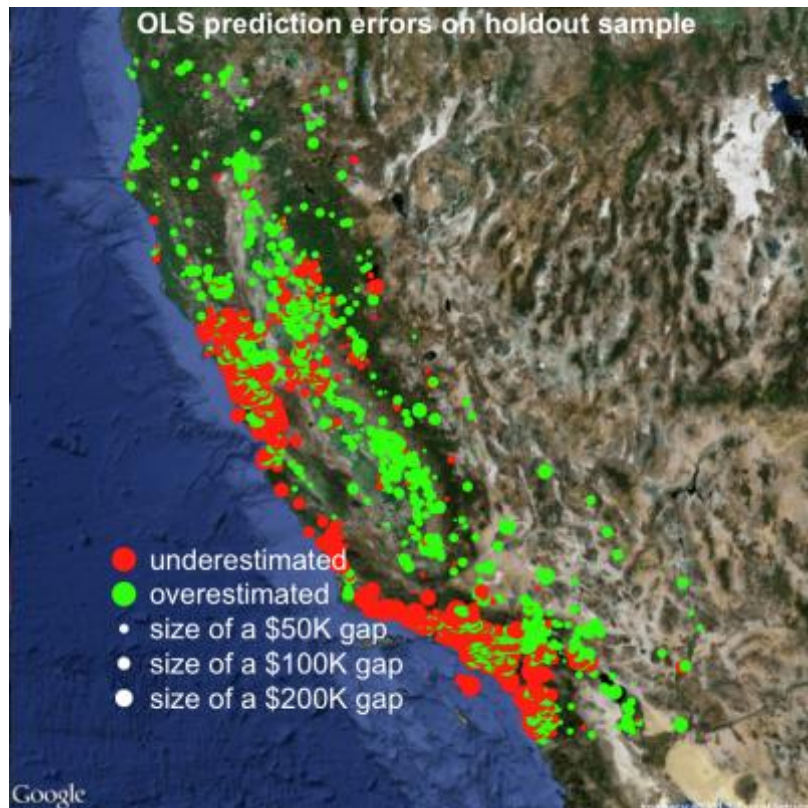 OLS prediction errors on holdout sample
underestimated
overestimated
size of a $50K gap
size of a $100K gap
size of a $200K gap
Google